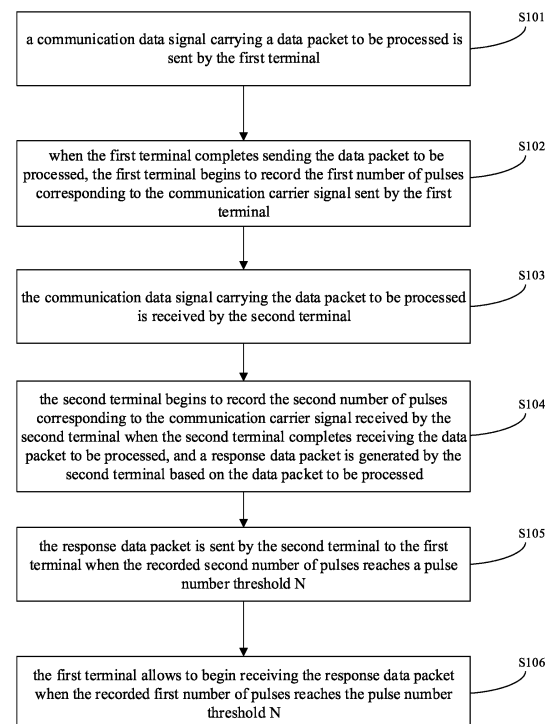 S101
a communication data signal carrying a data packet to be processed is
sent by the first terminal
S102
when the first terminal completes sending the data packet to be
processed, the first terminal begins to record the first number of pulses
corresponding to the communication carrier signal sent by the first
terminal
S103
the communication data signal carrying the data packet to be processed
is received by the second terminal
S104
the second terminal begins to record the second number of pulses
corresponding to the communication carrier signal received by the
second terminal when the second terminal completes receiving the data
packet to be processed, and a response data packet is generated by the
second terminal based on the data packet to be processed
S105
the response data packet is sent by the second terminal to the first
terminal when the recorded second number of pulses reaches a pulse
number threshold N
S106
the first terminal allows to begin receiving the response data packet
when the recorded first number of pulses reaches the pulse number
threshold N